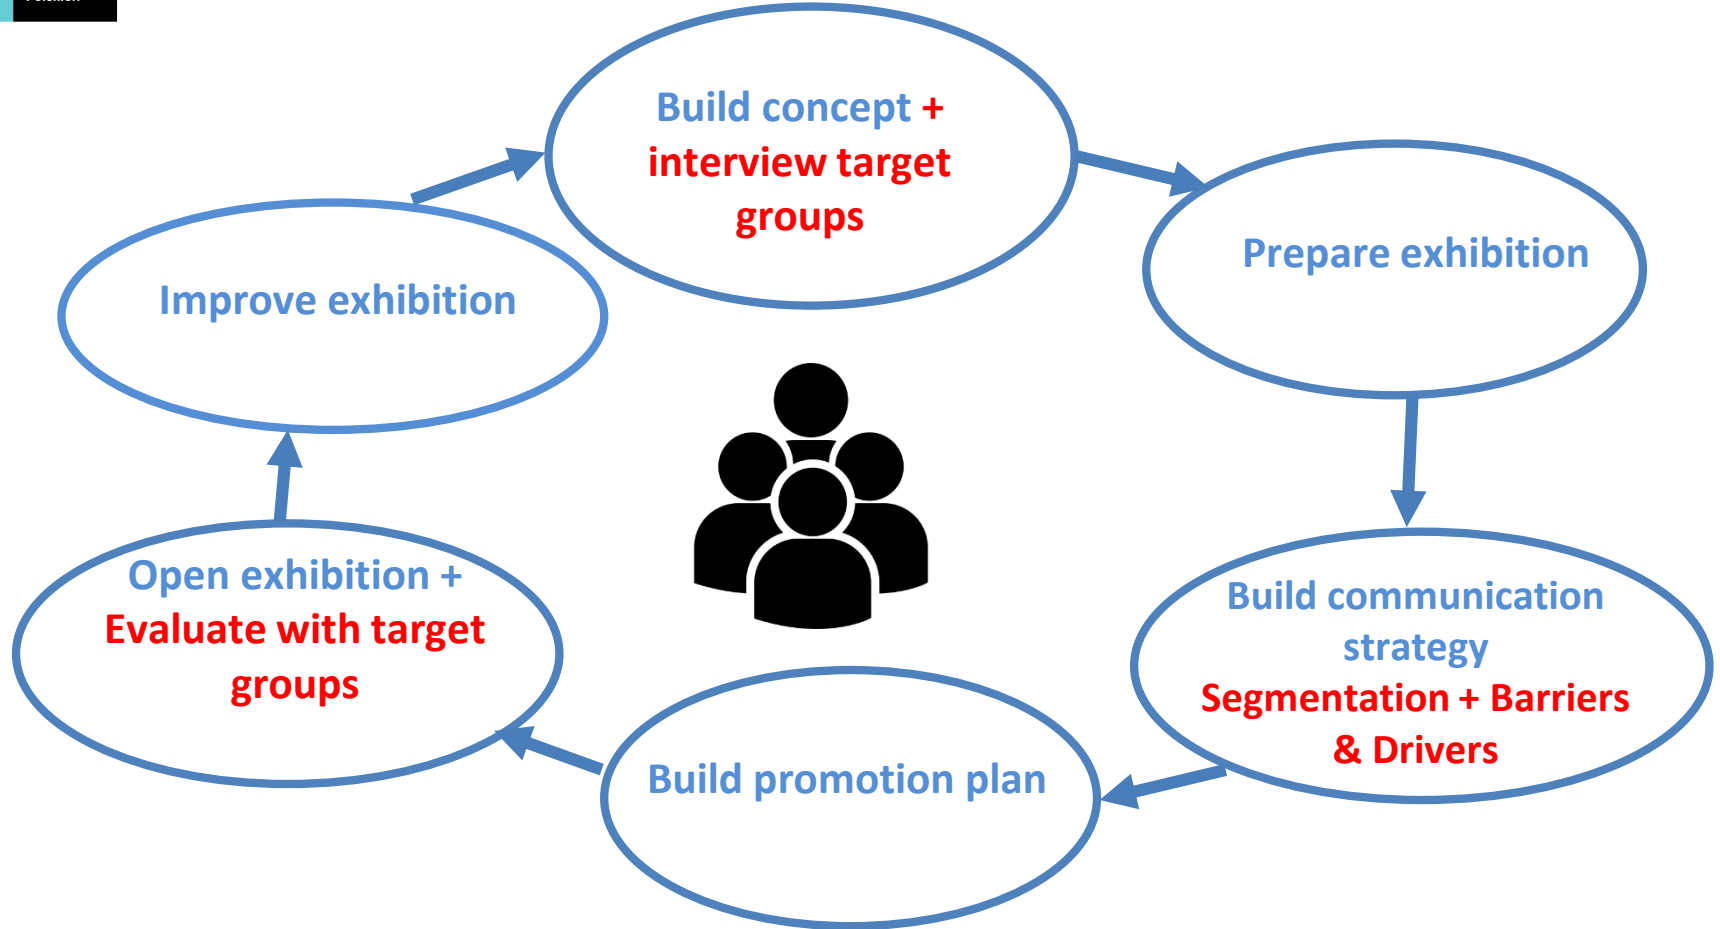 Build concept +
interview target
groups
Prepare exhibition
Improve exhibition
Open exhibition +
Evaluate with target
groups
Build communication
strategy
Segmentation + Barriers
& Drivers
Build promotion plan